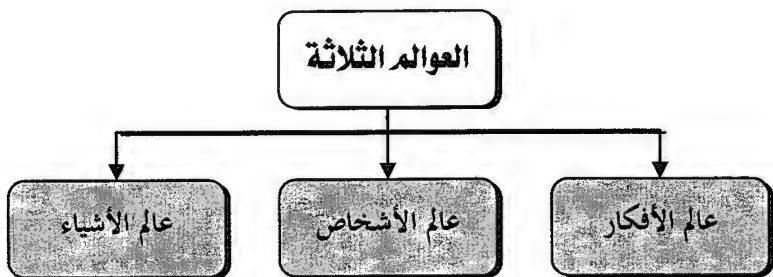 العوالم الثلاثة
عالم الأفكار
عالم الأشخاص
عالم الأشياء